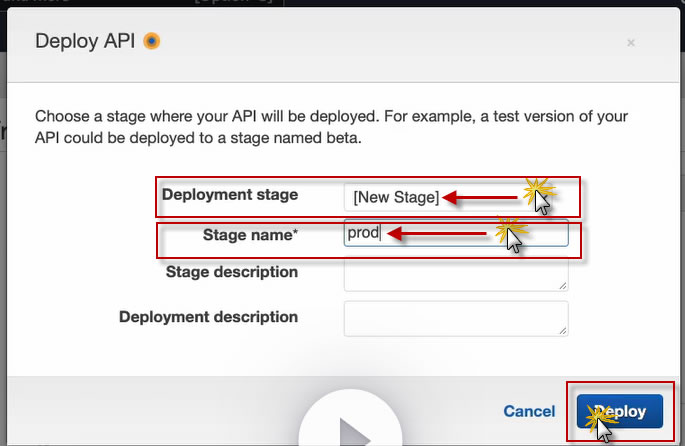 Deploy API
×
Choose a stage where your API will be deployed. For example, a test version of your
API could be deployed to a stage named beta.
Deployment stage [New Stage]
Stage name* prod
Stage description
Deployment description
Cancel Deploy